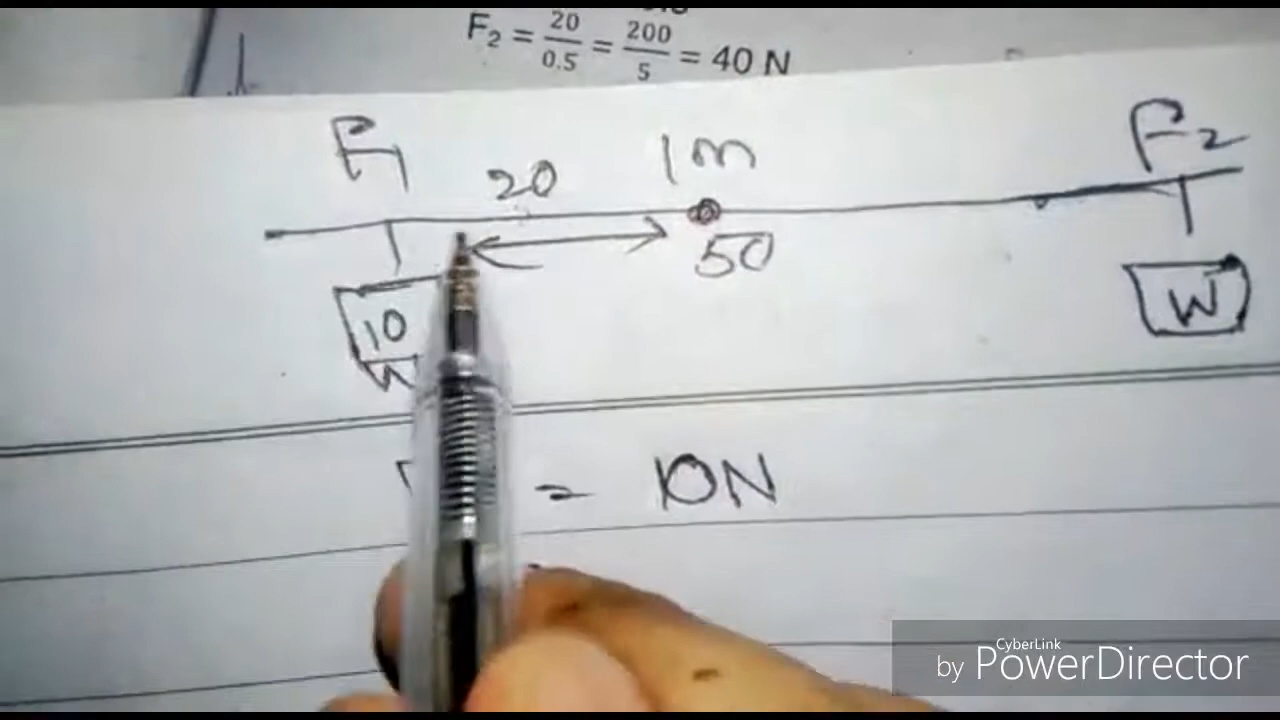 F₂ = 20/0.5 = 200/5 = 40 N
F₁ 20 1m F₂
50
10 W
= 10N
CyberLink
by PowerDirector